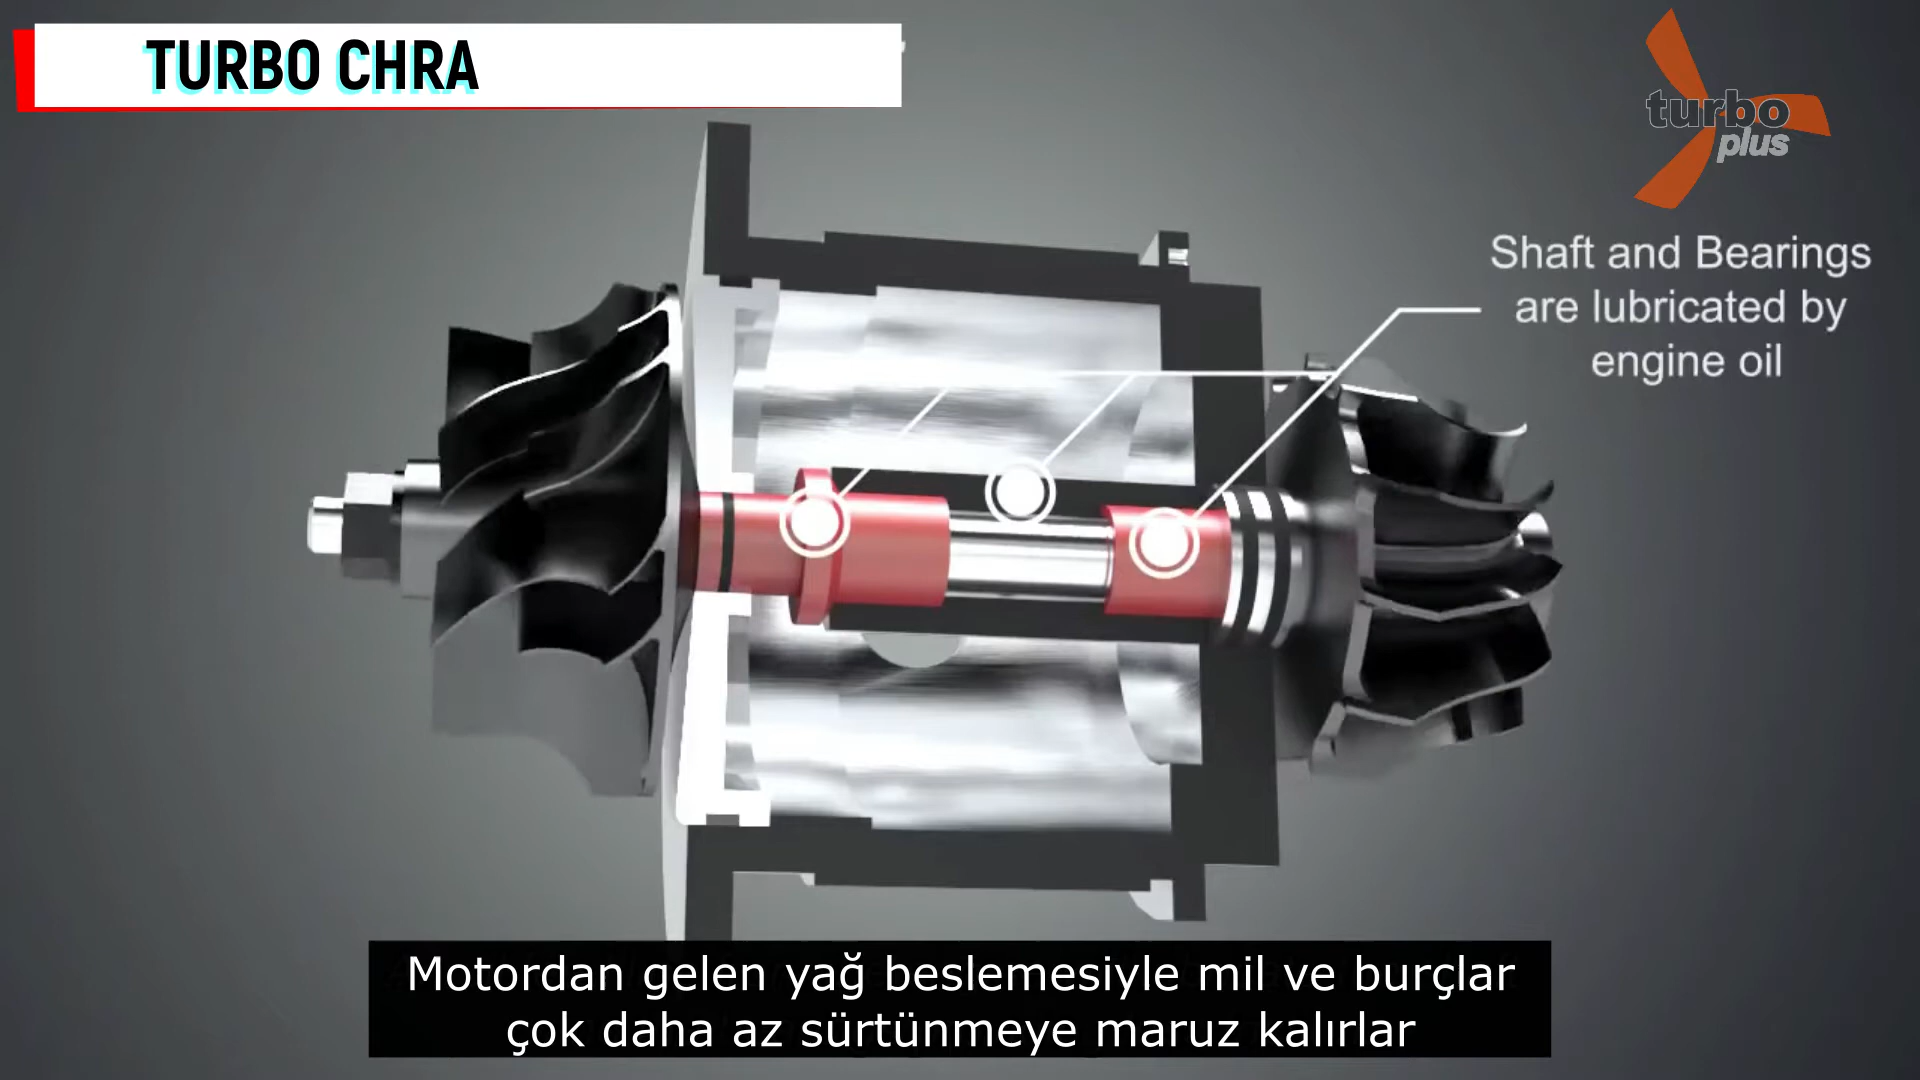 TURBO CHRA
turbo
plus
Shaft and Bearings
are lubricated by
engine oil
Motordan gelen yağ beslemesiyle mil ve burçlar
çok daha az sürtünmeye maruz kalırlar